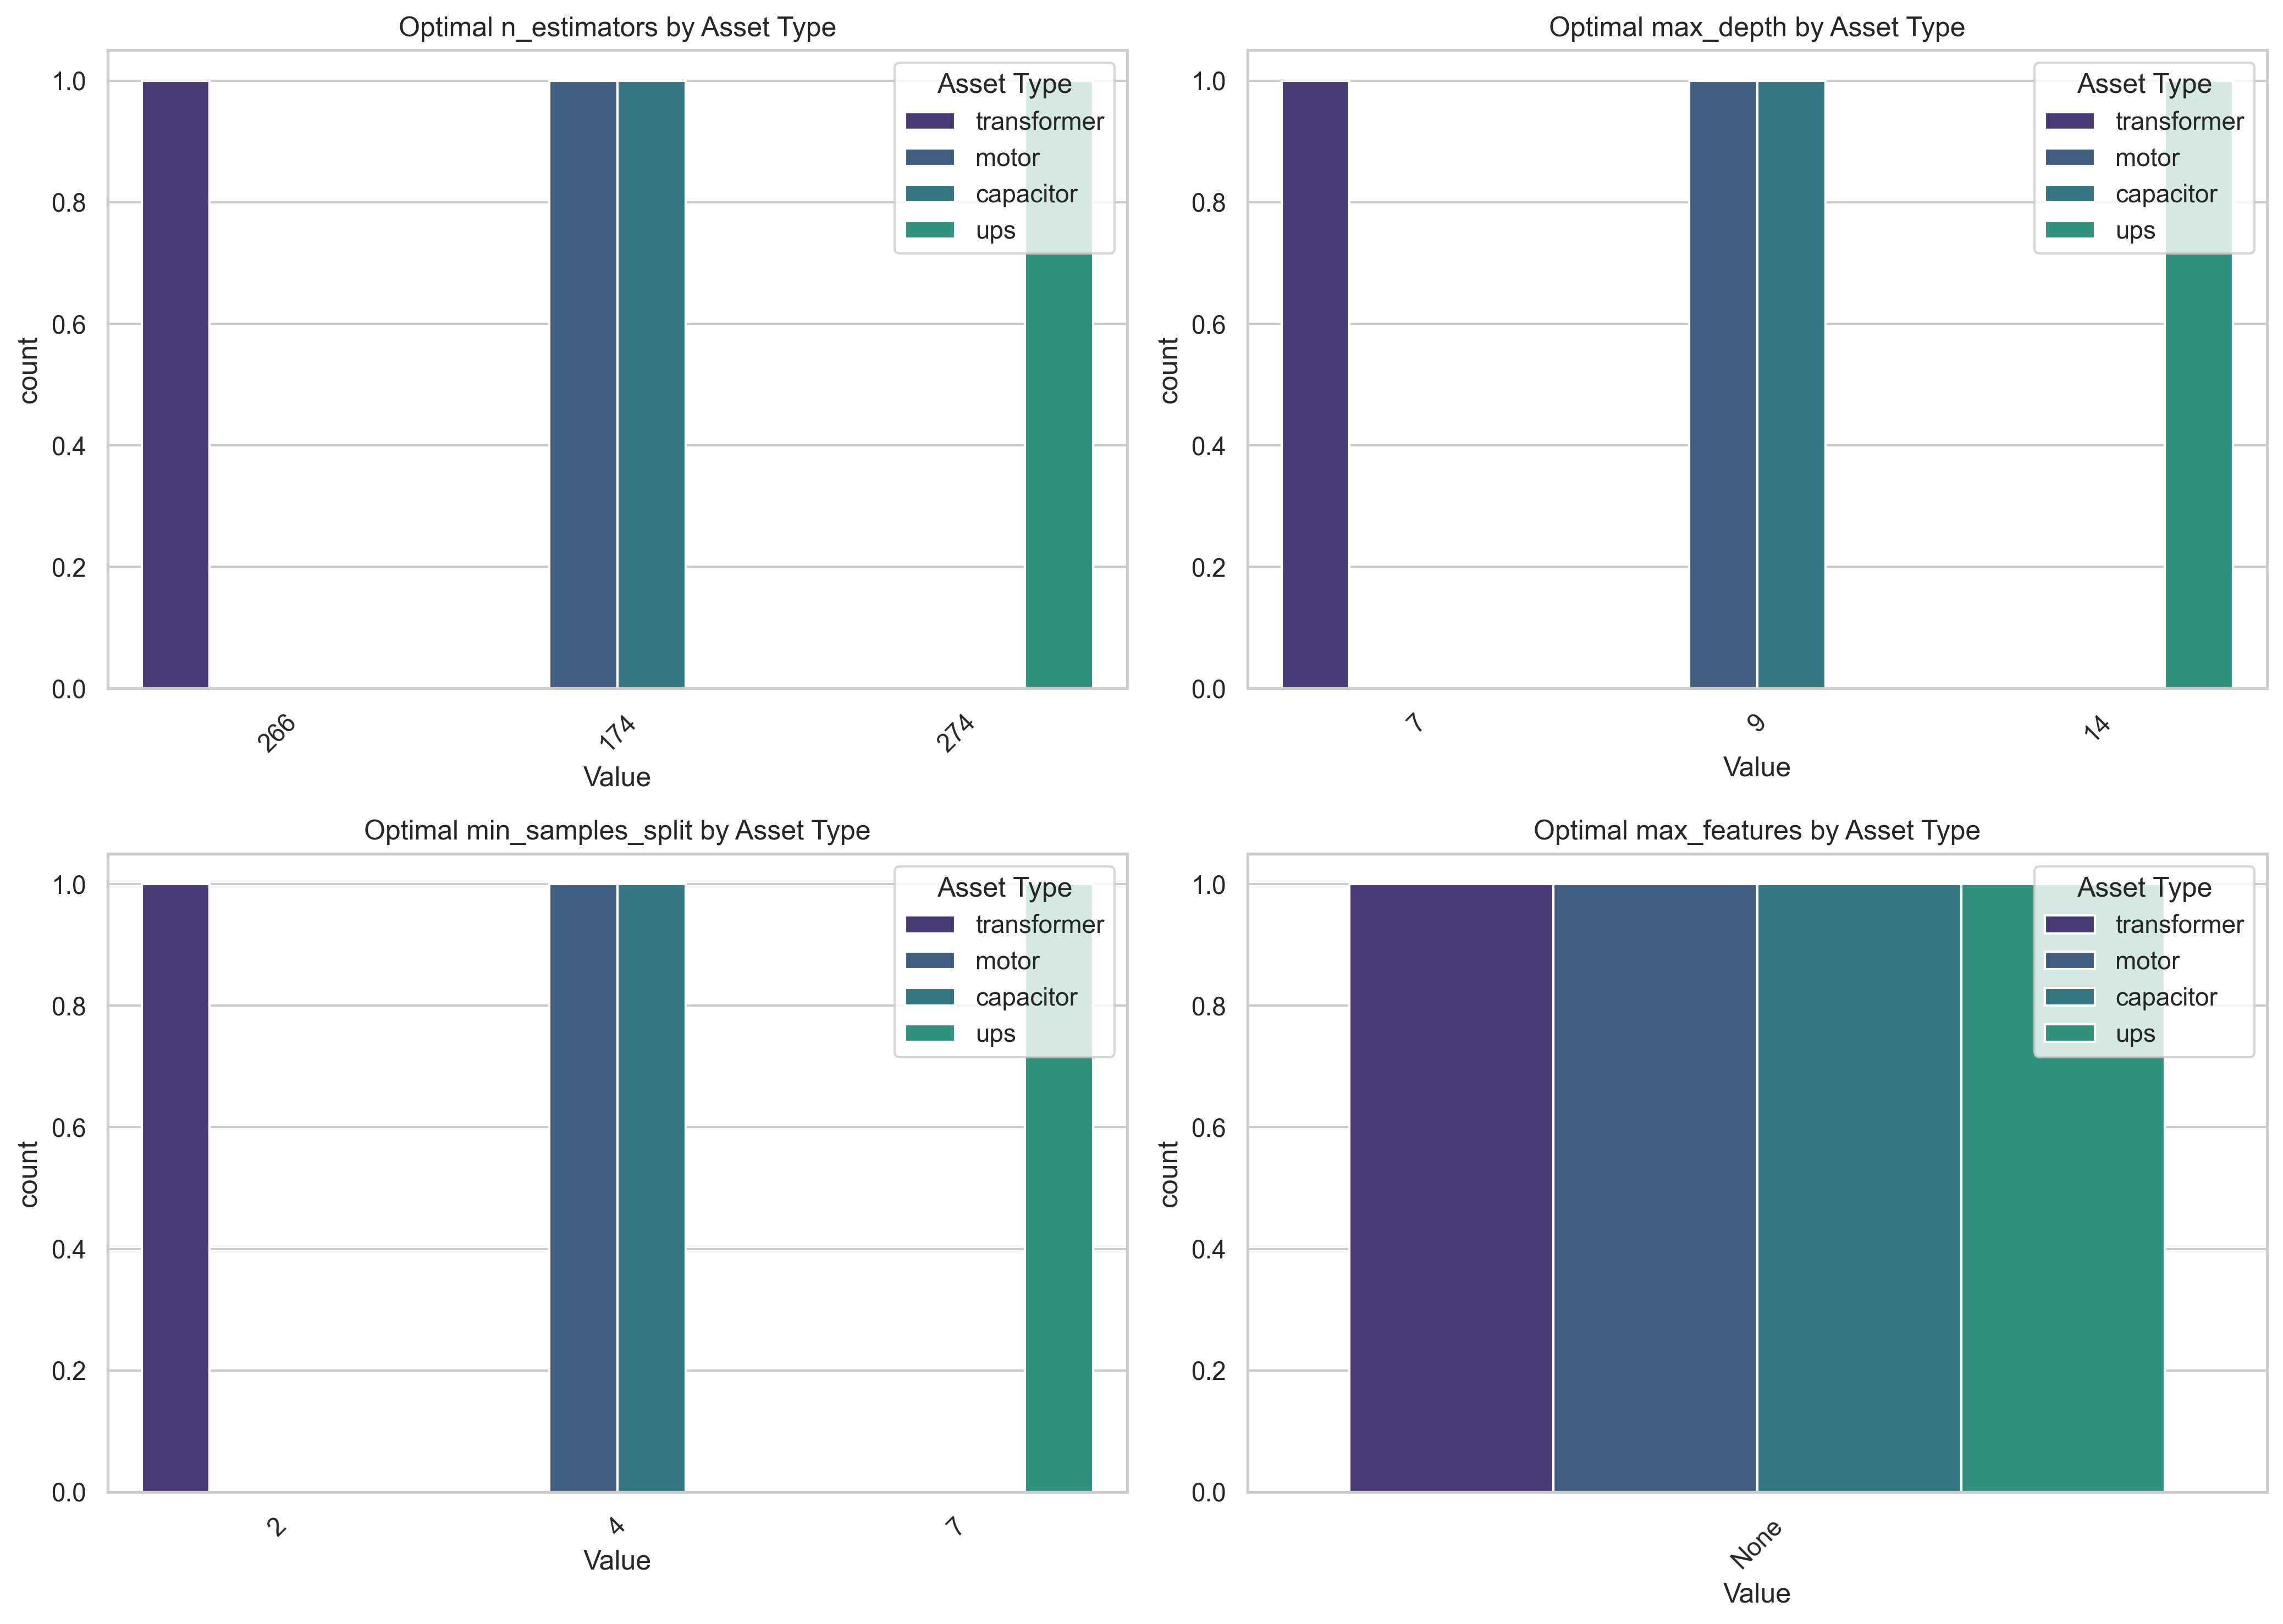 Optimal n_estimators by Asset Type
1.0
0.8
0.6
0.4
0.2
0.0
count
Asset Type
transformer
motor
capacitor
ups
266
174
274
Value
Optimal max_depth by Asset Type
1.0
0.8
0.6
0.4
0.2
0.0
count
Asset Type
transformer
motor
capacitor
ups
7
9
14
Value
Optimal min_samples_split by Asset Type
1.0
0.8
0.6
0.4
0.2
0.0
count
Asset Type
transformer
motor
capacitor
ups
2
4
7
Value
Optimal max_features by Asset Type
1.0
0.8
0.6
0.4
0.2
0.0
count
Asset Type
transformer
motor
capacitor
ups
None
Value